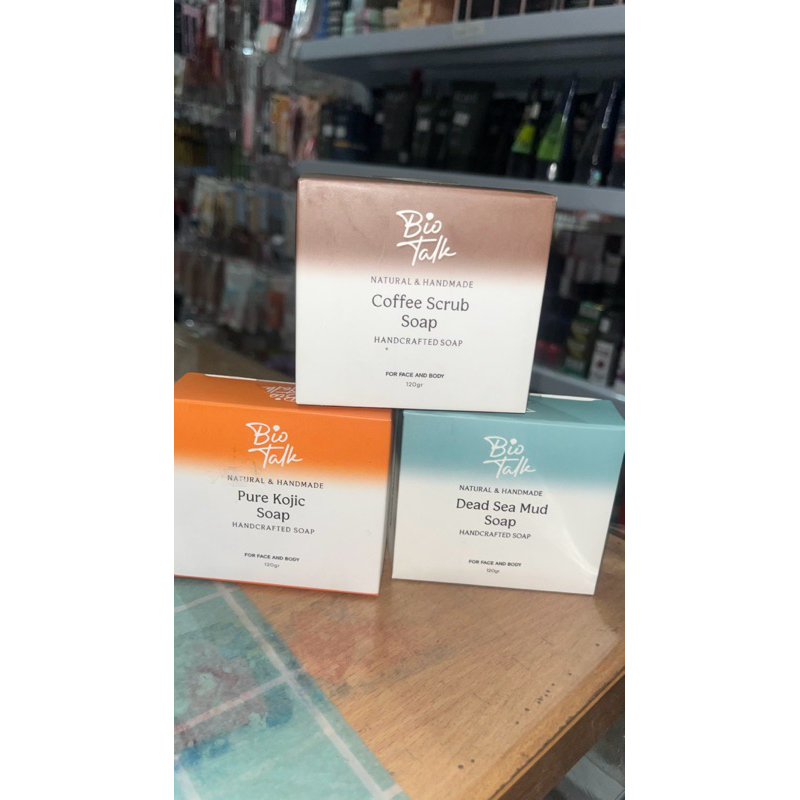 Bio
Talk
NATURAL & HANDMADE
Coffee Scrub
Soap
HANDCRAFTED SOAP
FOR FACE AND BODY
120gr
Bio
Talk
NATURAL & HANDMADE
Pure Kojic
Soap
HANDCRAFTED SOAP
FOR FACE AND BODY
120gr
Bio
Talk
NATURAL & HANDMADE
Dead Sea Mud
Soap
HANDCRAFTED SOAP
FOR FACE AND BODY